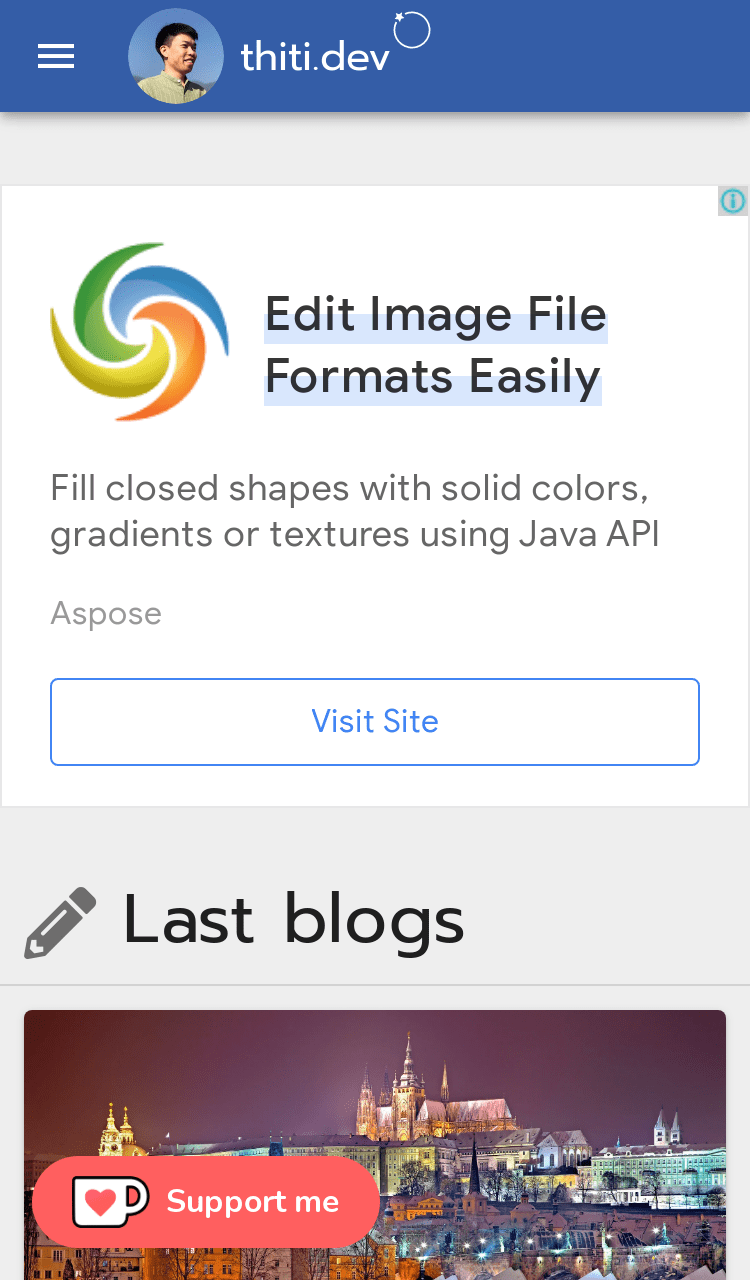 thiti.dev
Edit Image File
Formats Easily
Fill closed shapes with solid colors,
gradients or textures using Java API
Aspose
Visit Site
Last blogs
Support me